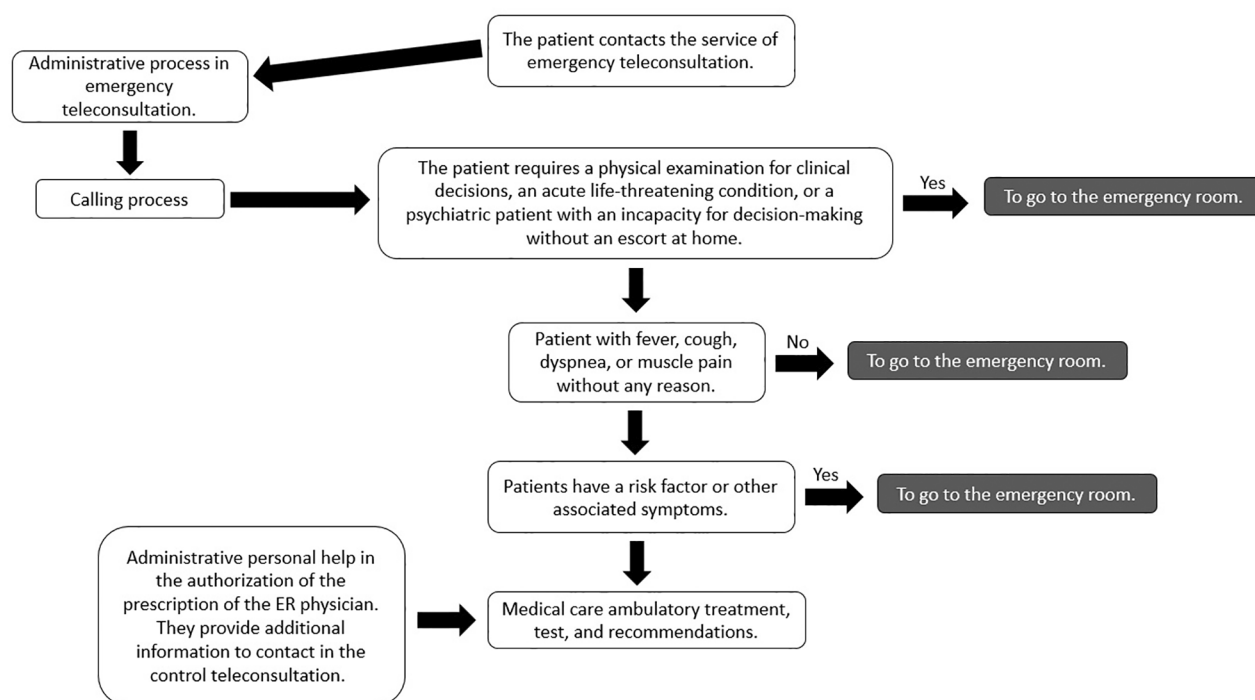 The patient contacts the service of
emergency teleconsultation.
Administrative process in
emergency
teleconsultation.
Calling process
The patient requires a physical examination for clinical
decisions, an acute life-threatening condition, or a
psychiatric patient with an incapacity for decision-making
without an escort at home.
Yes
To go to the emergency room.
Patient with fever, cough,
dyspnea, or muscle pain
without any reason.
No
To go to the emergency room.
Patients have a risk factor or other
associated symptoms.
Yes
To go to the emergency room.
Administrative personal help in
the authorization of the
prescription of the ER physician.
They provide additional
information to contact in the
control teleconsultation.
Medical care ambulatory treatment,
test, and recommendations.